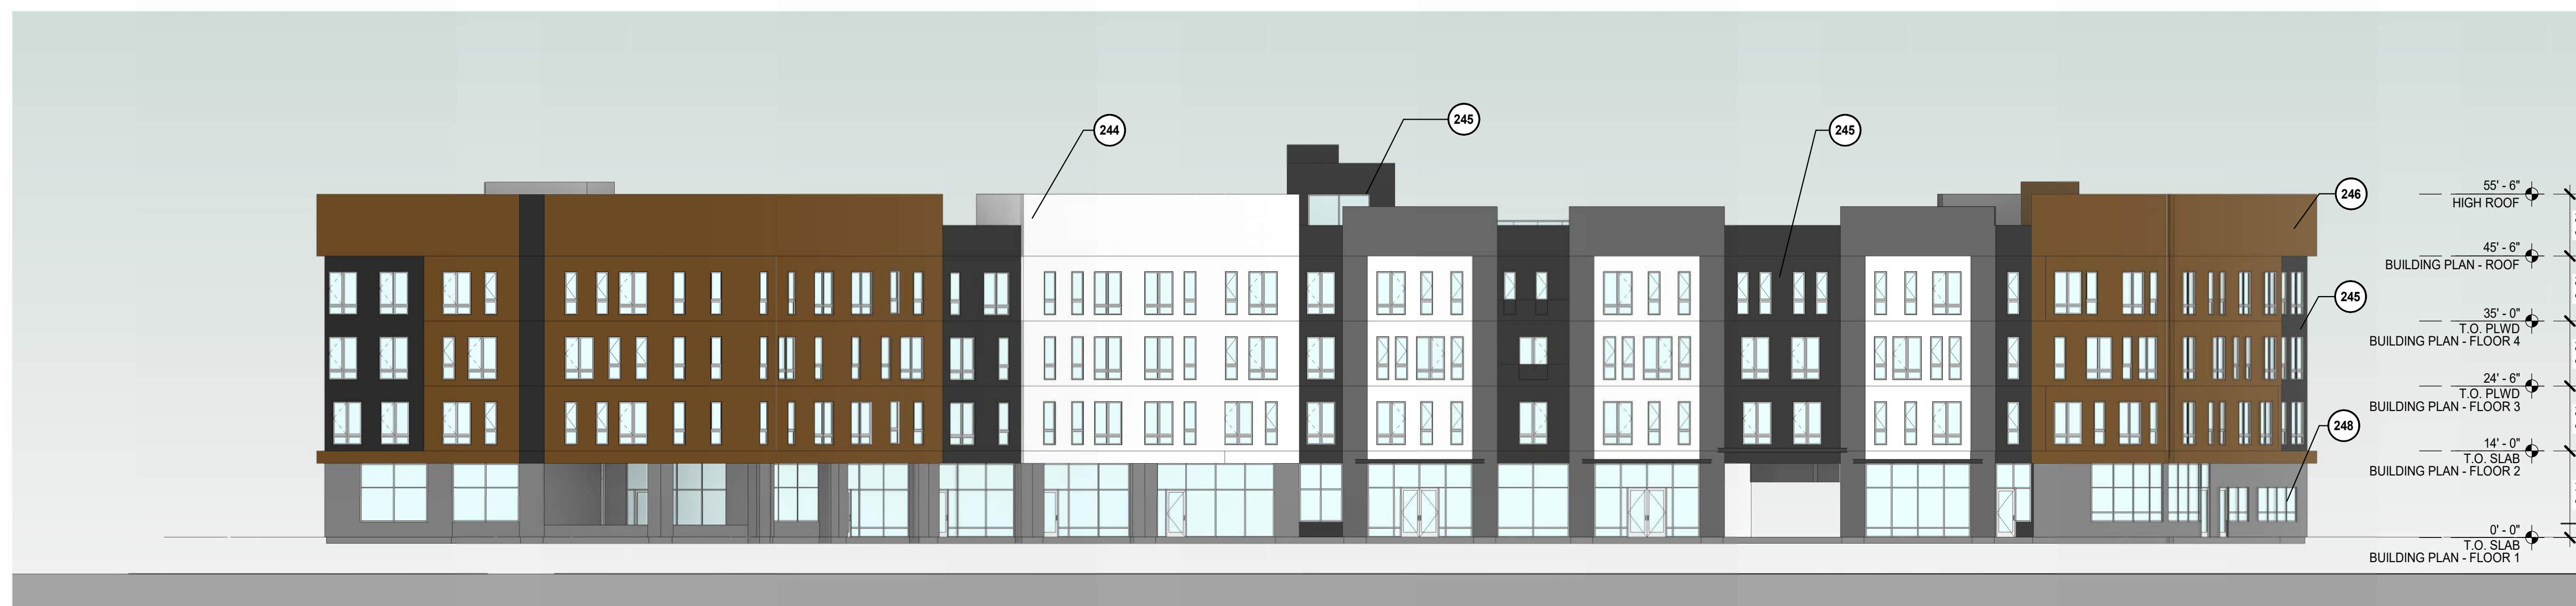 244
245
245
246
245
248
55' - 6"
HIGH ROOF
45' - 6"
BUILDING PLAN - ROOF
35' - 0"
T.O. PLWD
BUILDING PLAN - FLOOR 4
24' - 6"
T.O. PLWD
BUILDING PLAN - FLOOR 3
14' - 0"
T.O. SLAB
BUILDING PLAN - FLOOR 2
0' - 0"
T.O. SLAB
BUILDING PLAN - FLOOR 1